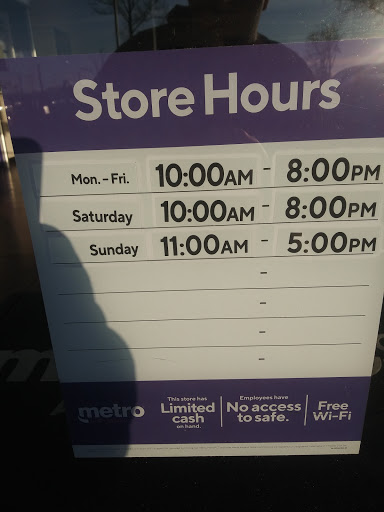 Store Hours
Mon. - Fri. 10:00AM - 8:00PM
Saturday 10:00AM - 8:00PM
Sunday 11:00AM - 5:00PM
-
-
-
-
metro
This store has
Limited
cash
on hand.
Employees have
No access
to safe.
Free
Wi-Fi